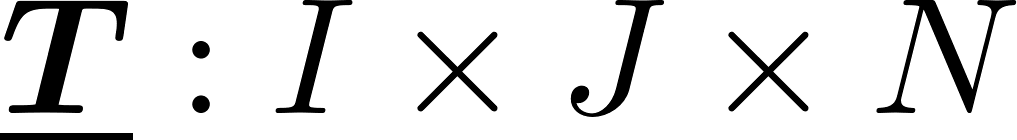 T : I × J × N